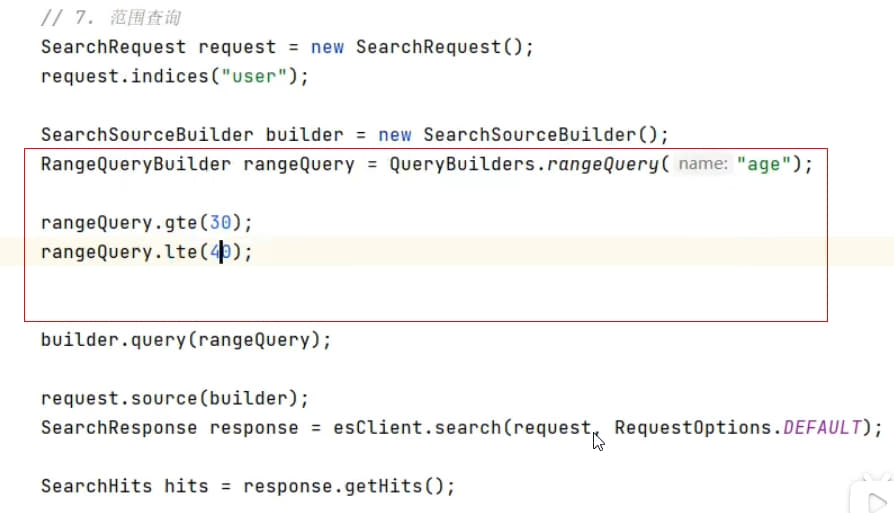 // 7. 范围查询
SearchRequest request = new SearchRequest();
request.indices("user");
SearchSourceBuilder builder = new SearchSourceBuilder();
RangeQueryBuilder rangeQuery = QueryBuilders.rangeQuery( name: "age");
rangeQuery.gte(30);
rangeQuery.lte(40);
builder.query(rangeQuery);
request.source(builder);
SearchResponse response = esClient.search(request, RequestOptions.DEFAULT);
SearchHits hits = response.getHits();